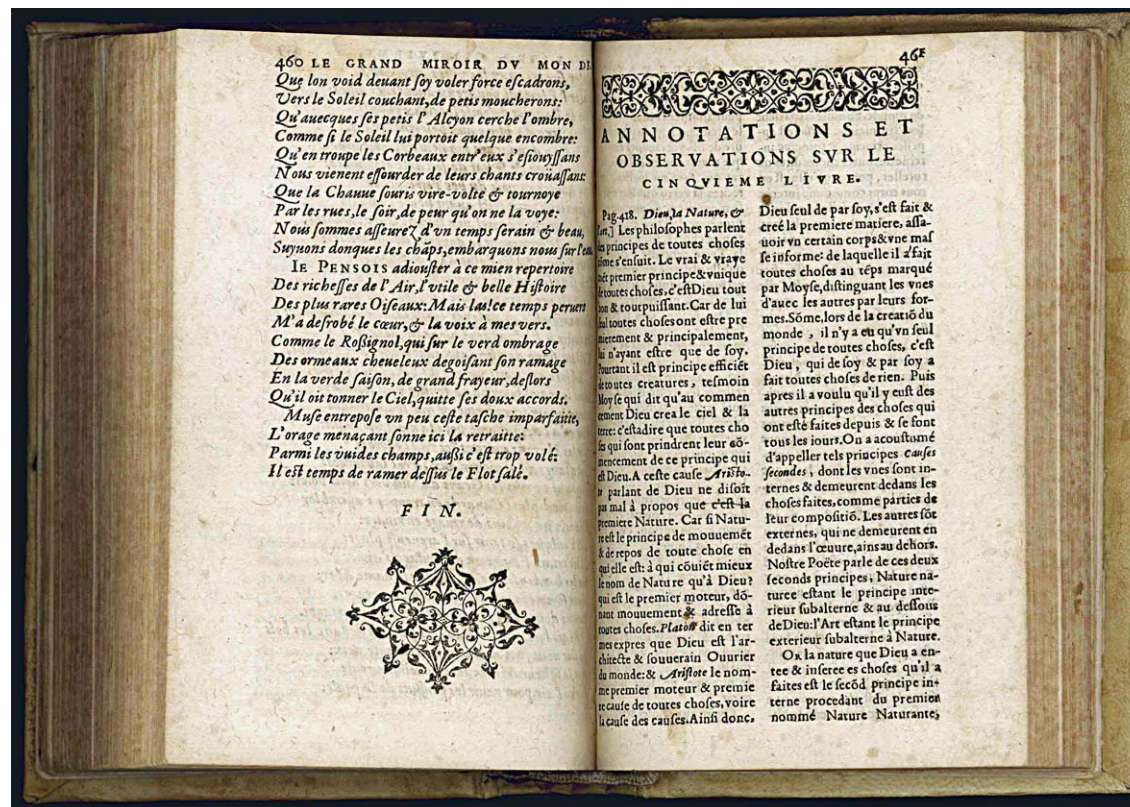 460 LE GRAND MIROIR DV MON DE
Que lon void deuant ſoy voler force eſcadrons,
Vers le Soleil couchant, de petis moucherons:
Qu'auecques ſes petis l'Alcyon cerche l'ombre,
Comme ſi le Soleil lui portoit quelque encombre:
Qu'en troupe les Corbeaux entr'eux s'eſiouyſſans
Nous vienent eſſourder de leurs chants croüaſſans:
Que la Chauue ſouris vire-volte & tournoye
Par les rues, le ſoir, de peur qu'on ne la voye:
Nous ſommes aſſeurez d'vn temps ſerain & beau,
Suyuons donques les chāps, embarquons nous ſur l'eau
IE PENSOIS adiouſter à ce mien repertoire
Des richeſſes de l'Air, l'vtile & belle Hiſtoire
Des plus rares Oiſeaux: Mais las! ce temps peruers
M'a deſrobé le cœur, & la voix à mes vers.
Comme le Roßignol, qui ſur le verd ombrage
Des ormeaux cheueleux degoiſant ſon ramage
En la verde ſaiſon, de grand frayeur, deſlors
Qu'il oit tonner le Ciel, quitte ſes doux accords.
Muſe entrepoſe vn peu ceſte taſche imparfaitte,
L'orage menaçant ſonne ici la retraitte:
Parmi les vuides champs, außi c'eſt trop volé:
Il eſt temps de ramer deſſus le Flot ſalé.
FIN.
461
ANNOTATIONS ET
OBSERVATIONS SVR LE
CINQVIEME LIVRE.
Pag.418. Dieu, la Nature, &
l'art,] Les philoſophes parlent
des principes de toutes choſes
cōme s'enſuit. Le vrai & vraye
mēt premier principe & vnique
de toutes choſes, c'eſt Dieu tout
bon & toutpuiſſant. Car de lui
ſeul toutes choſes ont eſtre pre
mierement & principalement,
lui n'ayant eſtre que de ſoy.
Pourtant il eſt principe efficiēt
de toutes creatures, teſmoin
Moyſe qui dit qu'au commen
cement Dieu crea le ciel & la
terre: c'eſtadire que toutes cho
ſes qui ſont prindrent leur cō-
mencement de ce principe qui
eſt Dieu. A ceſte cauſe Ariſto-
te parlant de Dieu ne diſoit
pas mal à propos que c'eſt la
premiere Nature. Car ſi Natu-
re eſt le principe de mouuemēt
& de repos de toute choſe en
qui elle eſt: à qui cōuiēt mieux
le nom de Nature qu'à Dieu?
qui eſt le premier moteur, dō-
nant mouuement & adreſſe à
toutes choſes. Platon dit en ter
mes expres que Dieu eſt l'ar-
chitecte & ſouuerain Ouurier
du monde: & Ariſtote le nom-
me premier moteur & premie
re cauſe de toutes choſes, voire
la cauſe des cauſes. Ainſi donc,
Dieu ſeul de par ſoy, s'eſt fait &
creé la premiere matiere, aſſa-
uoir vn certain corps & vne maſ
ſe informe: de laquelle il a fait
toutes choſes au tēps marqué
par Moyſe, diſtinguant les vnes
d'auec les autres par leurs for-
mes. Sōme, lors de la creatiō du
monde, il n'y a eu qu'vn ſeul
principe de toutes choſes, c'eſt
Dieu, qui de ſoy & par ſoy a
fait toutes choſes de rien. Puis
apres il a voulu qu'il y euſt des
autres principes des choſes qui
ont eſté faites depuis & ſe font
tous les iours. On a acouſtumé
d'appeller tels principes cauſes
ſecondes, dont les vnes ſont in-
ternes & demeurent dedans les
choſes faites, comme parties de
leur compoſitiō. Les autres ſōt
externes, qui ne demeurent en
dedans l'œuure, ains au dehors.
Noſtre Poëte parle de ces deux
ſeconds principes, Nature na-
turee eſtant le principe inte-
rieur ſubalterne & au deſſous
de Dieu: l'Art eſtant le principe
exterieur ſubalterne à Nature.
Or la nature que Dieu a en-
tee & inſeree es choſes qu'il a
faites eſt le ſecōd principe in-
terne procedant du premier
nommé Nature Naturante,